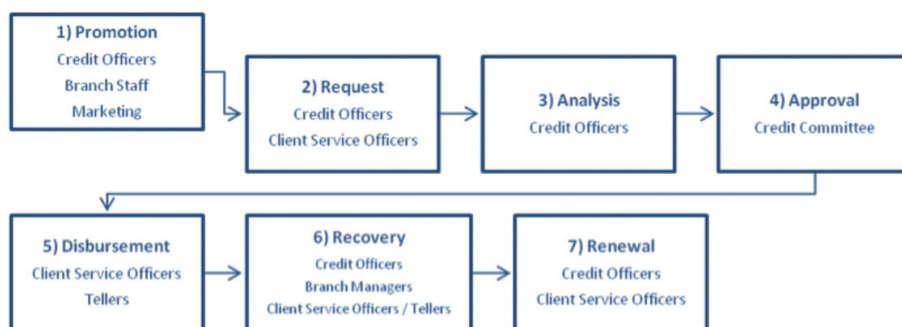 1) Promotion
Credit Officers
Branch Staff
Marketing
2) Request
Credit Officers
Client Service Officers
3) Analysis
Credit Officers
4) Approval
Credit Committee
5) Disbursement
Client Service Officers
Tellers
6) Recovery
Credit Officers
Branch Managers
Client Service Officers / Tellers
7) Renewal
Credit Officers
Client Service Officers